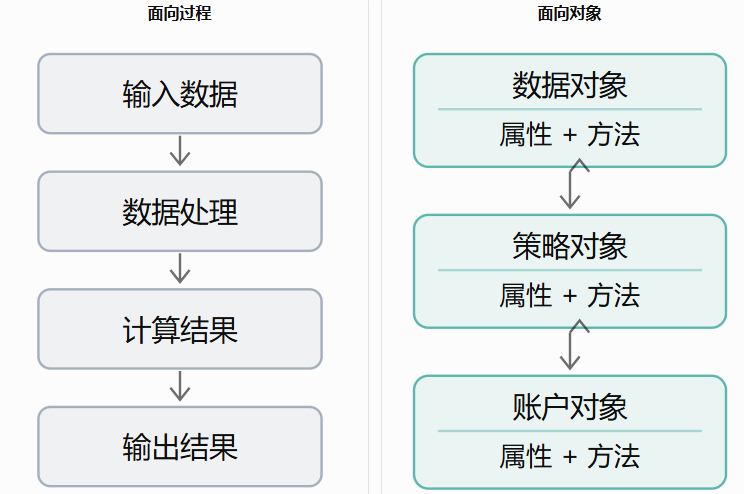 面向过程
输入数据
数据处理
计算结果
输出结果
面向对象
数据对象
属性 + 方法
策略对象
属性 + 方法
账户对象
属性 + 方法